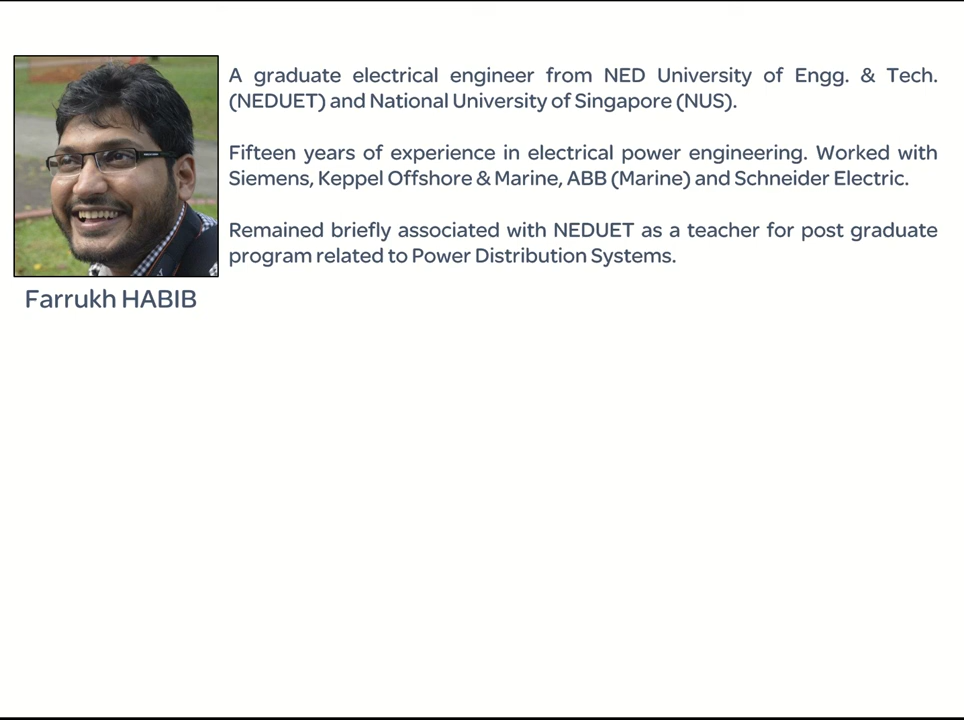 A graduate electrical engineer from NED University of Engg. & Tech.
(NEDUET) and National University of Singapore (NUS).
Fifteen years of experience in electrical power engineering. Worked with
Siemens, Keppel Offshore & Marine, ABB (Marine) and Schneider Electric.
Remained briefly associated with NEDUET as a teacher for post graduate
program related to Power Distribution Systems.
Farrukh HABIB